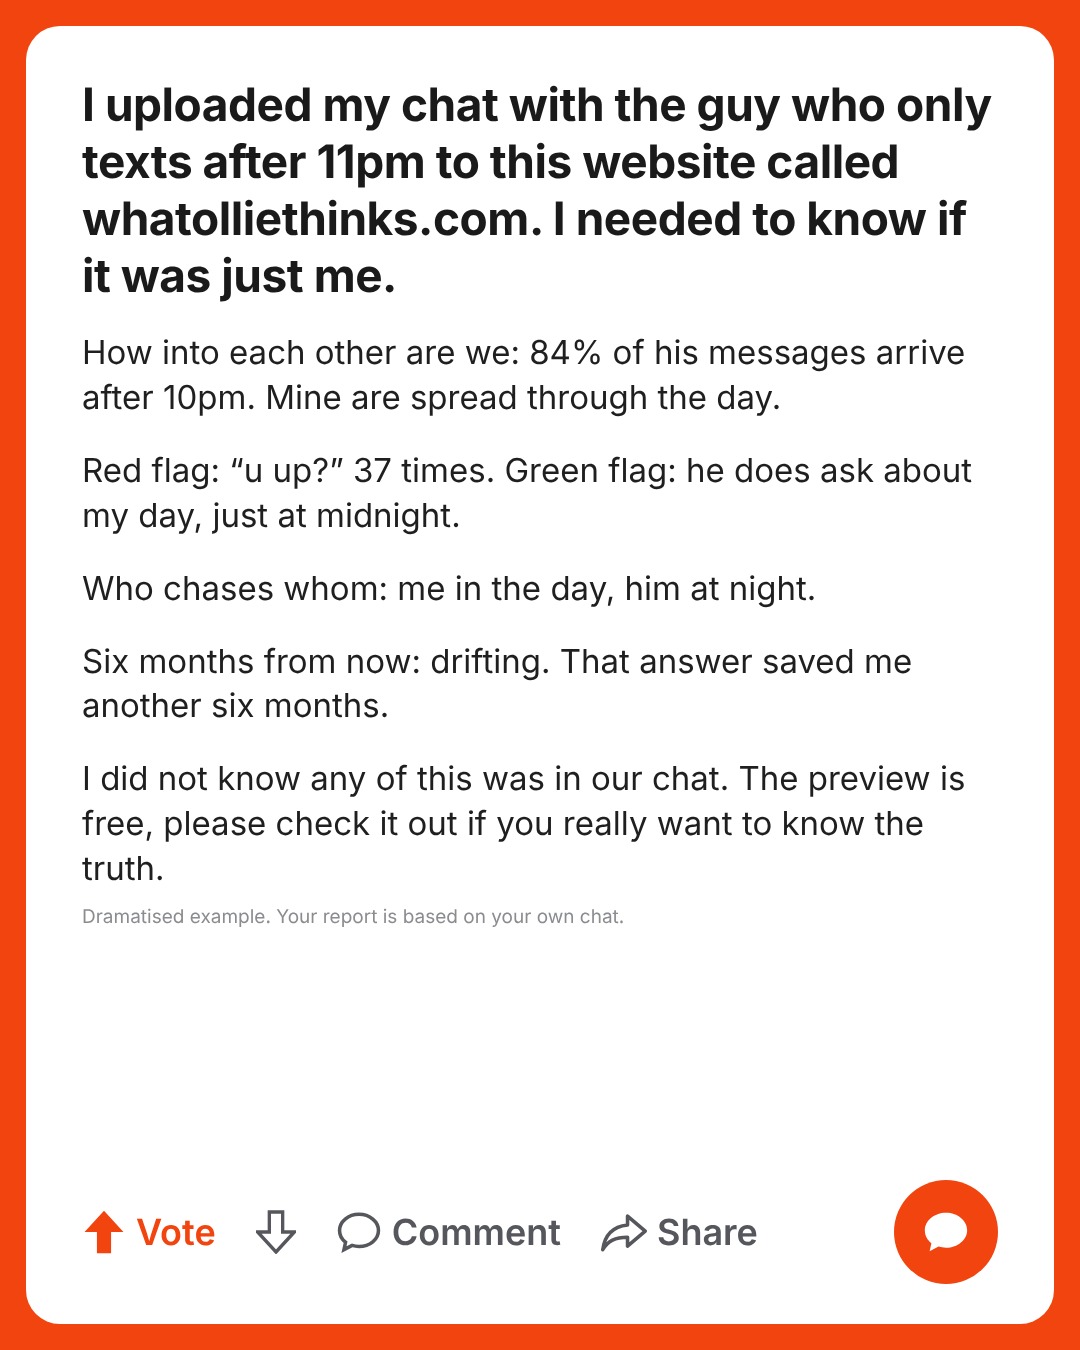 I uploaded my chat with the guy who only
texts after 11pm to this website called
whatolliethinks.com. I needed to know if
it was just me.
How into each other are we: 84% of his messages arrive
after 10pm. Mine are spread through the day.
Red flag: “u up?” 37 times. Green flag: he does ask about
my day, just at midnight.
Who chases whom: me in the day, him at night.
Six months from now: drifting. That answer saved me
another six months.
I did not know any of this was in our chat. The preview is
free, please check it out if you really want to know the
truth.
Dramatised example. Your report is based on your own chat.
Vote Comment Share